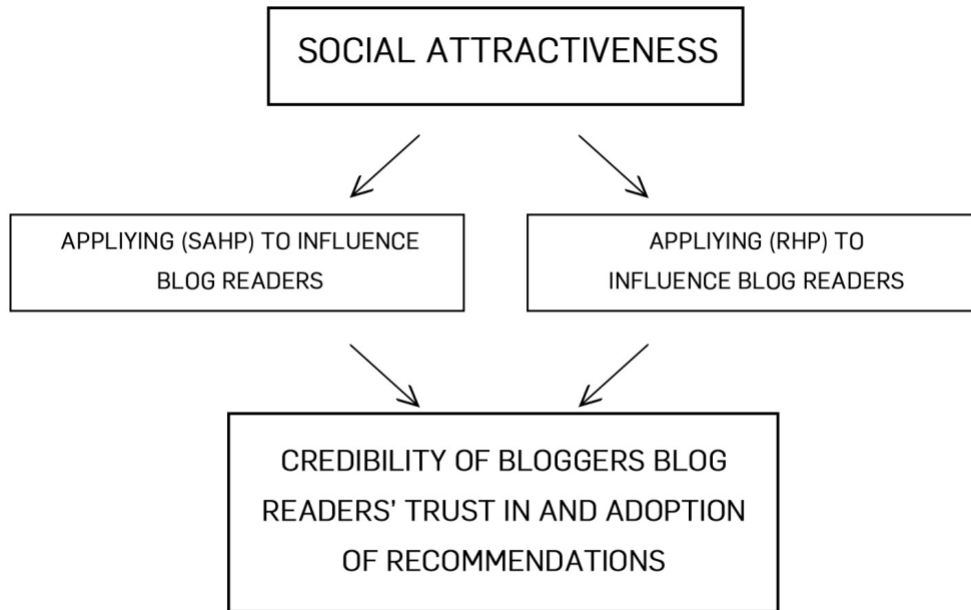 SOCIAL ATTRACTIVENESS
APPLIYING (SAHP) TO INFLUENCE
BLOG READERS
APPLIYING (RHP) TO
INFLUENCE BLOG READERS
CREDIBILITY OF BLOGGERS BLOG
READERS' TRUST IN AND ADOPTION
OF RECOMMENDATIONS